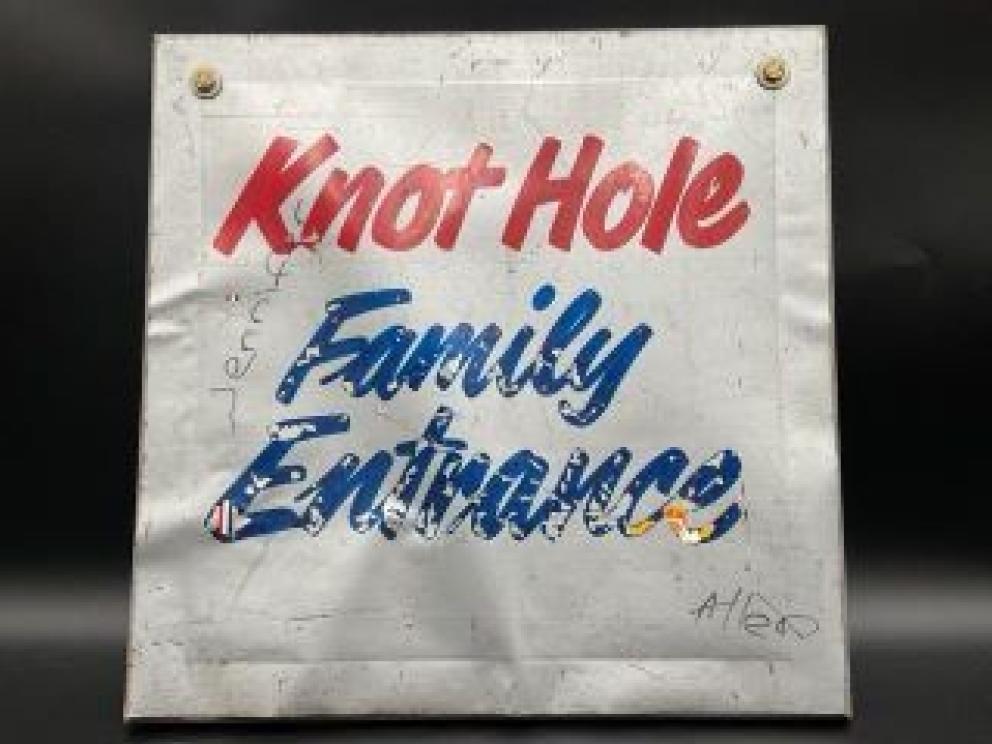 Knot Hole
Family
Entrance